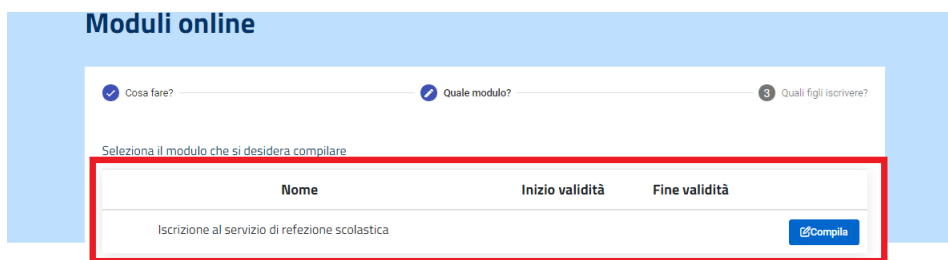 Moduli online
Cosa fare? Quale modulo? 3 Quali figli iscrivere?
Seleziona il modulo che si desidera compilare
Nome Inizio validità Fine validità
Iscrizione al servizio di refezione scolastica Compila